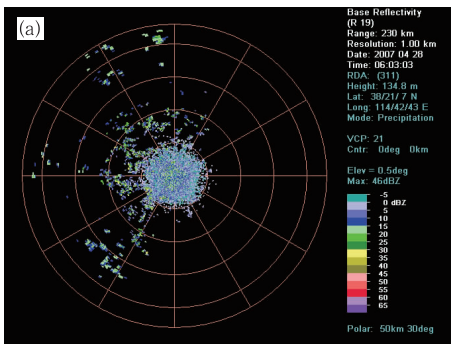 (a)
Base Reflectivity
(R 19)
Range: 230 km
Resolution: 1.00 km
Date: 2007 04 28
Time: 06:03:03
RDA: (311)
Height: 134.8 m
Lat: 38/21/ 7 N
Long: 114/42/43 E
Mode: Precipitation
VCP: 21
Cntr: 0deg 0km
Elev = 0.5deg
Max: 46dBZ
-5
0 dBZ
5
10
15
20
25
30
35
40
45
50
55
60
65
Polar: 50km 30deg